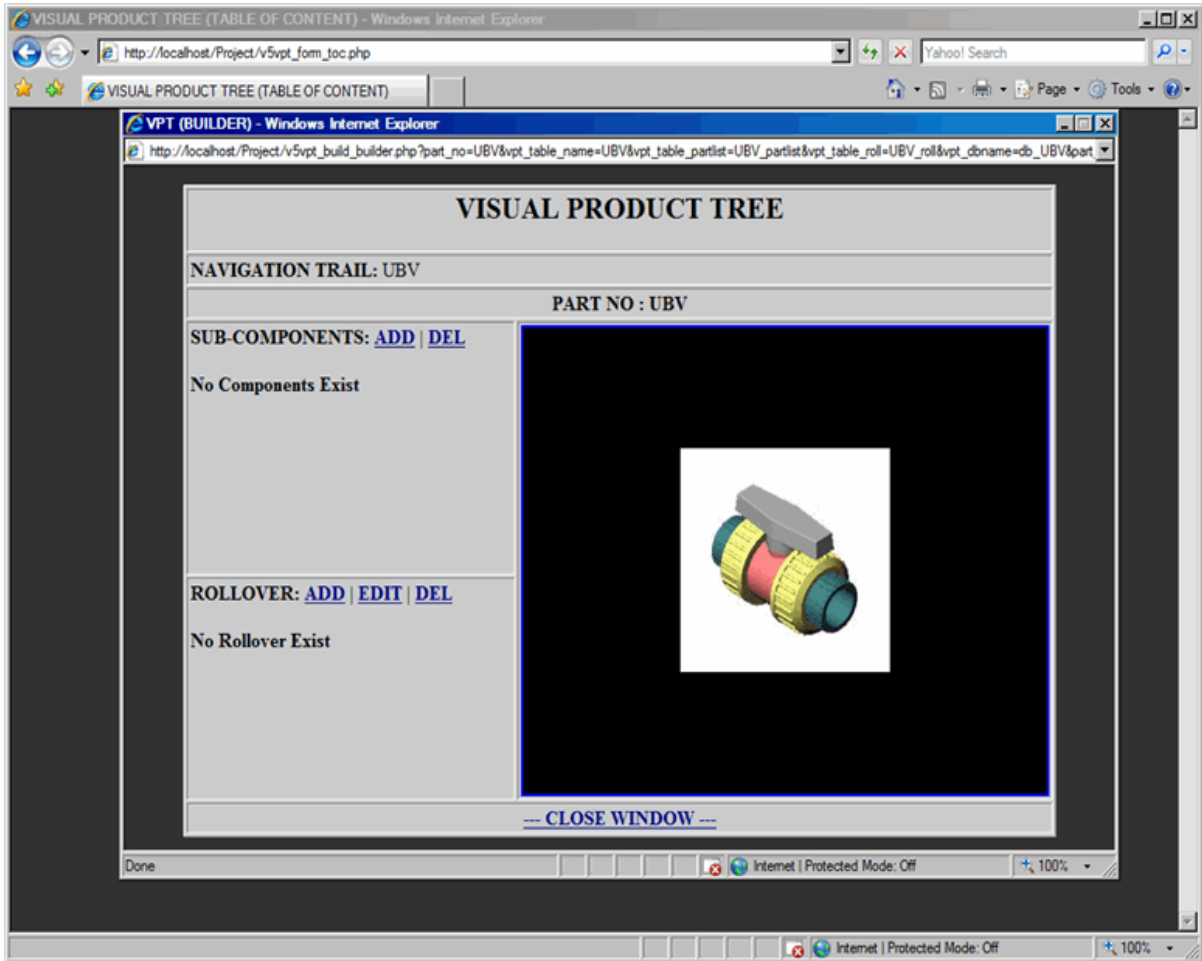 VISUAL PRODUCT TREE (TABLE OF CONTENT) - Windows Internet Explorer
http://localhost/Project/v5vpt_form_toc.php
Yahoo! Search
VISUAL PRODUCT TREE (TABLE OF CONTENT)
Page
Tools
VPT (BUILDER) - Windows Internet Explorer
http://localhost/Project/v5vpt_build_builder.php?part_no=UBV&vpt_table_name=UBV&vpt_table_partlist=UBV_partlist&vpt_table_roll=UBV_roll&vpt_dbname=db_UBV&part_
VISUAL PRODUCT TREE
NAVIGATION TRAIL: UBV
PART NO : UBV
SUB-COMPONENTS: ADD | DEL
No Components Exist
ROLLOVER: ADD | EDIT | DEL
No Rollover Exist
--- CLOSE WINDOW ---
Done
Internet | Protected Mode: Off
100%
Internet | Protected Mode: Off
100%